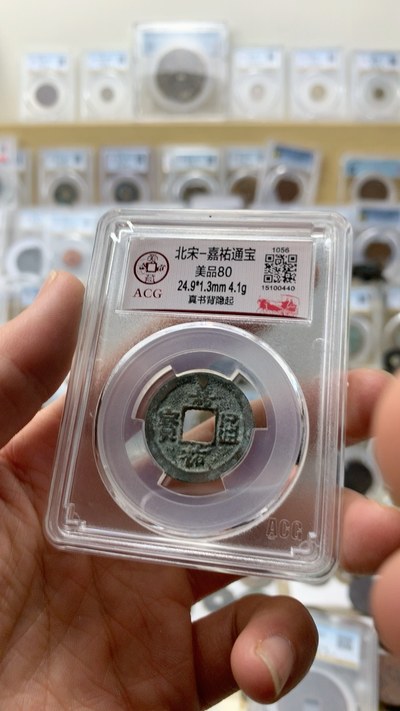 北宋-嘉祐通宝
美品80
24.9*1.3mm 4.1g
真书背隐起
ACG
1056
15100440
嘉
祐
通
寳
ACG